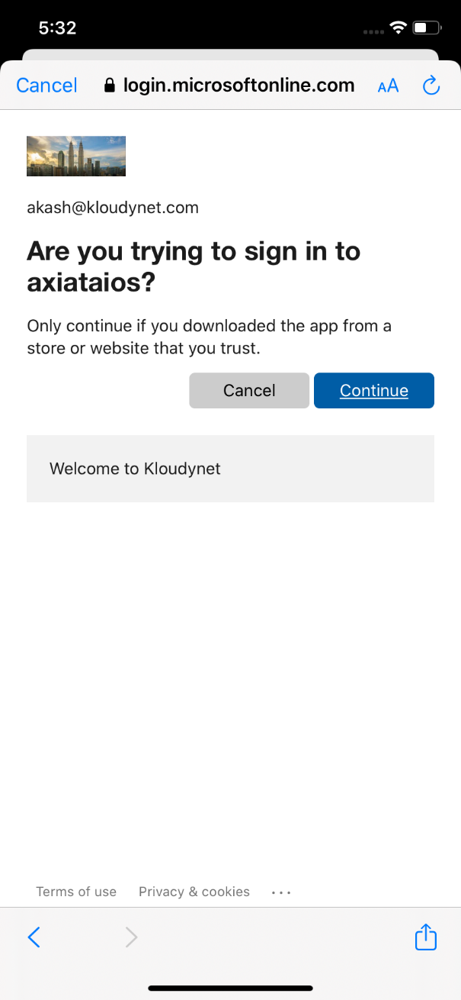 5:32
Cancel login.microsoftonline.com AA
akash@kloudynet.com
Are you trying to sign in to
axiataios?
Only continue if you downloaded the app from a
store or website that you trust.
Cancel Continue
Welcome to Kloudynet
Terms of use Privacy & cookies ...